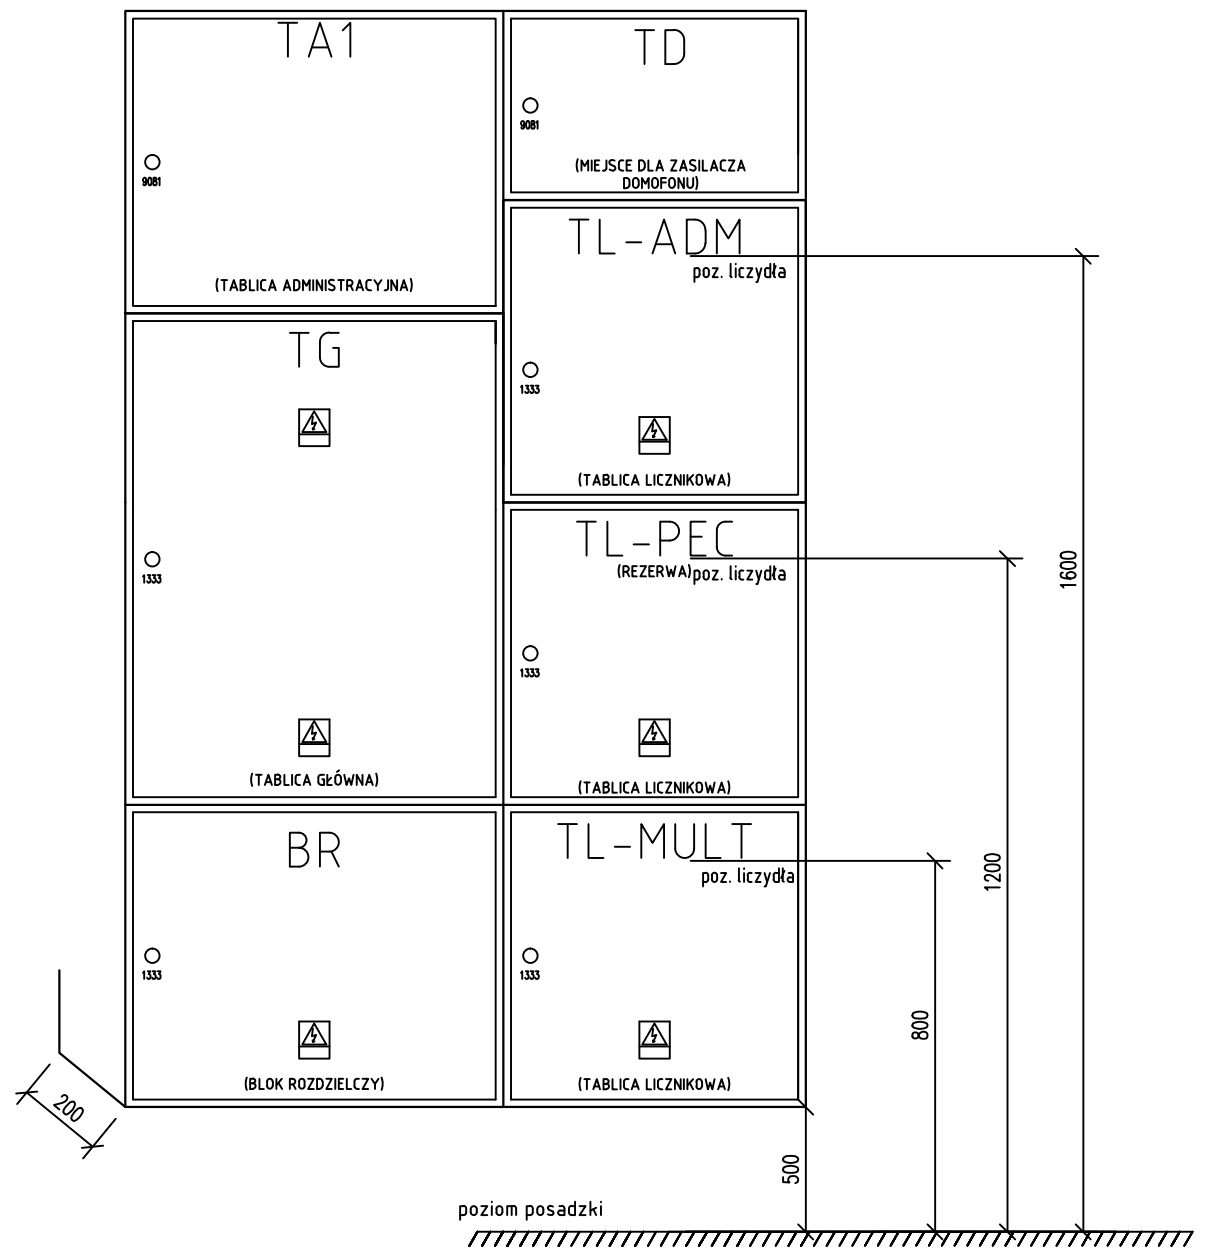 TA1
9081
(TABLICA ADMINISTRACYJNA)
TD
9081
(MIEJSCE DLA ZASILACZA
DOMOFONU)
TL-ADM
poz. liczydła
1333
(TABLICA LICZNIKOWA)
TG
1333
(TABLICA GŁÓWNA)
TL-PEC
(REZERWA)poz. liczydła
1333
(TABLICA LICZNIKOWA)
BR
1333
(BLOK ROZDZIELCZY)
TL-MULT
poz. liczydła
1333
(TABLICA LICZNIKOWA)
1600
1200
800
500
200
poziom posadzki